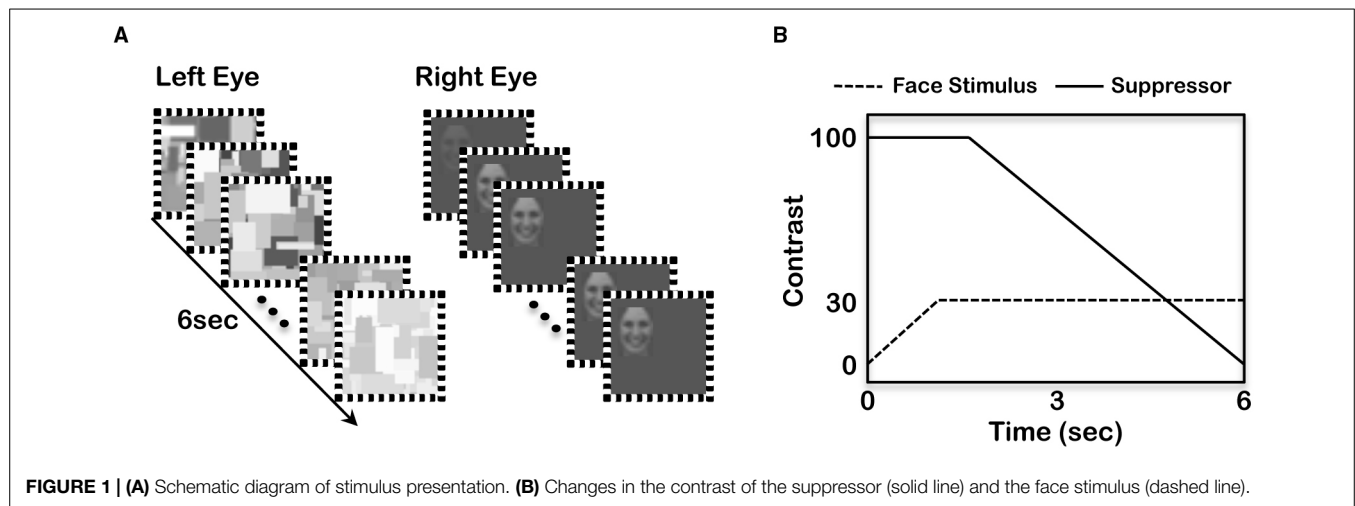 A
Left Eye
Right Eye
6sec
B
Face Stimulus Suppressor
100
30
0
Contrast
0 3 6
Time (sec)
FIGURE 1 | (A) Schematic diagram of stimulus presentation. (B) Changes in the contrast of the suppressor (solid line) and the face stimulus (dashed line).